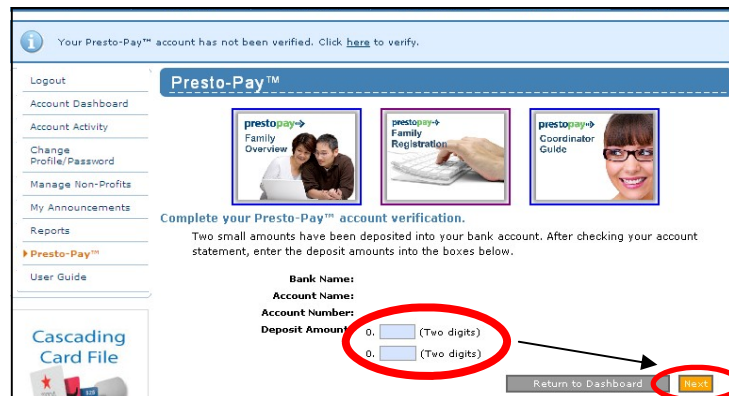 Your Presto-Pay™ account has not been verified. Click here to verify.
Logout
Account Dashboard
Account Activity
Change
Profile/Password
Manage Non-Profits
My Announcements
Reports
Presto-Pay™
User Guide
Cascading
Card File
Presto-Pay™
prestopay
Family
Overview
prestopay
Family
Registration
prestopay
Coordinator
Guide
Complete your Presto-Pay™ account verification.
Two small amounts have been deposited into your bank account. After checking your account
statement, enter the deposit amounts into the boxes below.
Bank Name:
Account Name:
Account Number:
Deposit Amount
0. (Two digits)
0. (Two digits)
Return to Dashboard
Next